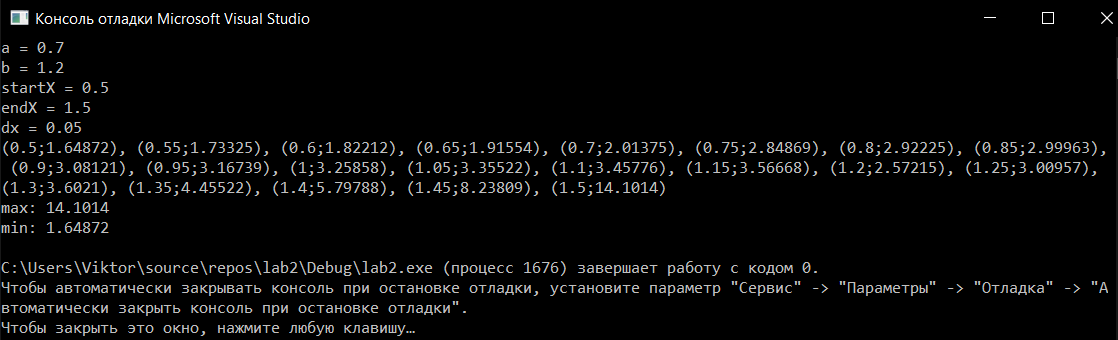 Консоль отладки Microsoft Visual Studio
a = 0.7
b = 1.2
startX = 0.5
endX = 1.5
dx = 0.05
(0.5;1.64872), (0.55;1.73325), (0.6;1.82212), (0.65;1.91554), (0.7;2.01375), (0.75;2.84869), (0.8;2.92225), (0.85;2.99963),
(0.9;3.08121), (0.95;3.16739), (1;3.25858), (1.05;3.35522), (1.1;3.45776), (1.15;3.56668), (1.2;2.57215), (1.25;3.00957),
(1.3;3.6021), (1.35;4.45522), (1.4;5.79788), (1.45;8.23809), (1.5;14.1014)
max: 14.1014
min: 1.64872
C:\Users\Viktor\source\repos\lab2\Debug\lab2.exe (процесс 1676) завершает работу с кодом 0.
Чтобы автоматически закрывать консоль при остановке отладки, установите параметр "Сервис" -> "Параметры" -> "Отладка" -> "А
втоматически закрыть консоль при остановке отладки".
Чтобы закрыть это окно, нажмите любую клавишу…